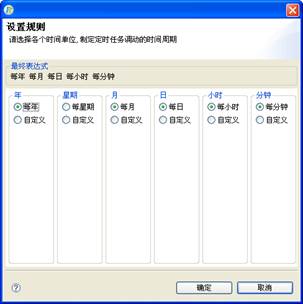 设置规则
请选择各个时间单位, 制定定时任务调动的时间周期
最终表达式
每年 每月 每日 每小时 每分钟
年 星期 月 日 小时 分钟
每年 每星期 每月 每日 每小时 每分钟
自定义 自定义 自定义 自定义 自定义 自定义
确定 取消